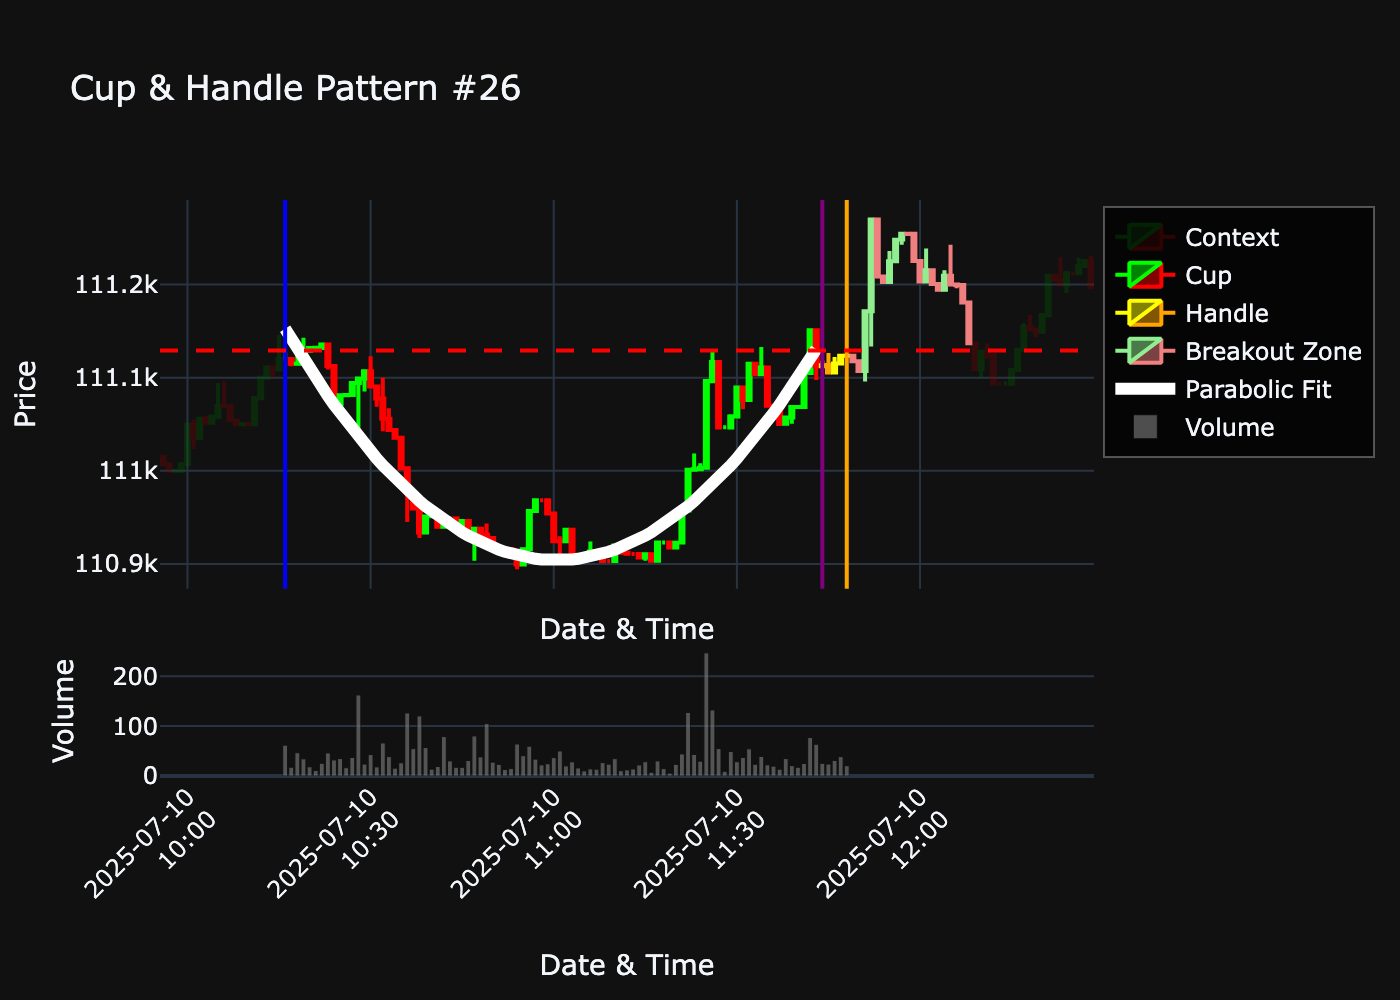 Cup & Handle Pattern #26
Price
111.2k
111.1k
111k
110.9k
Context
Cup
Handle
Breakout Zone
Parabolic Fit
Volume
Date & Time
Volume
200
100
0
2025-07-10
10:00
2025-07-10
10:30
2025-07-10
11:00
2025-07-10
11:30
2025-07-10
12:00
Date & Time